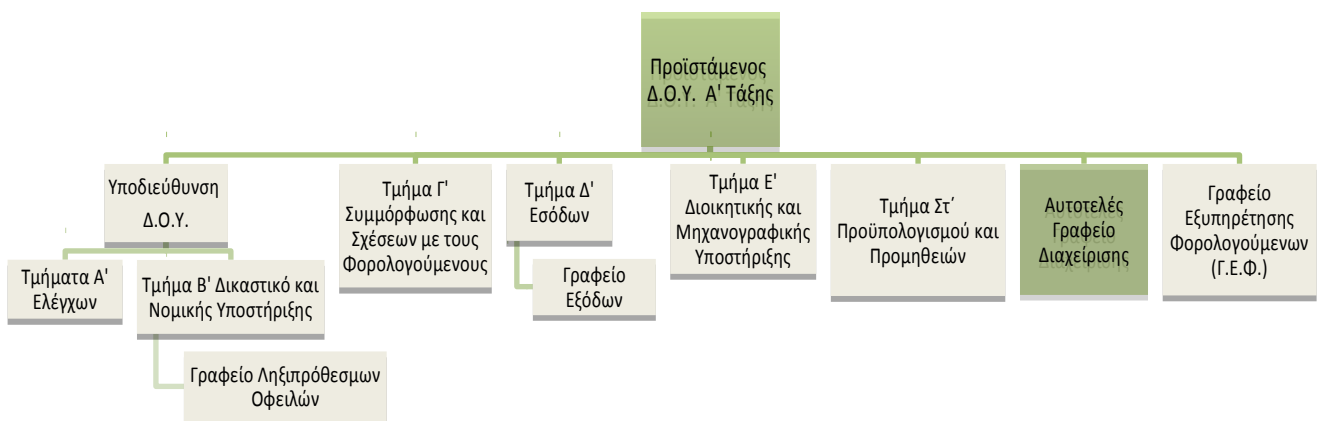 Προϊστάμενος
Δ.Ο.Υ. Α' Τάξης
Υποδιεύθυνση
Δ.Ο.Υ.
Τμήμα Γ'
Συμμόρφωσης και
Σχέσεων με τους
Φορολογούμενους
Τμήμα Δ'
Εσόδων
Τμήμα Ε'
Διοικητικής και
Μηχανογραφικής
Υποστήριξης
Τμήμα Στ΄
Προϋπολογισμού και
Προμηθειών
Αυτοτελές
Γραφείο
Διαχείρισης
Γραφείο
Εξυπηρέτησης
Φορολογούμενων
(Γ.Ε.Φ.)
Τμήματα Α'
Ελέγχων
Τμήμα Β' Δικαστικό και
Νομικής Υποστήριξης
Γραφείο
Εξόδων
Γραφείο Ληξιπρόθεσμων
Οφειλών